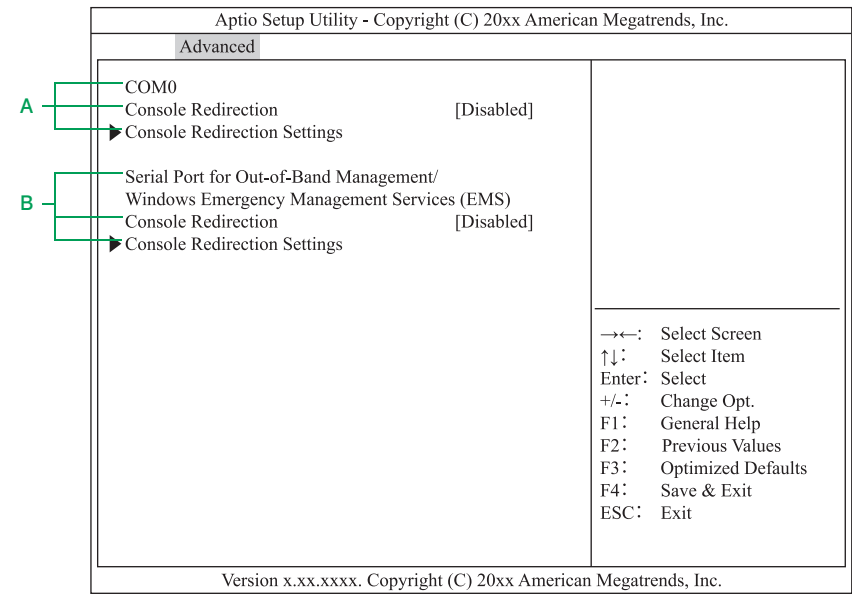 Aptio Setup Utility - Copyright (C) 20xx American Megatrends, Inc.
Advanced
A
COM0
Console Redirection [Disabled]
▶Console Redirection Settings
B
Serial Port for Out-of-Band Management/
Windows Emergency Management Services (EMS)
Console Redirection [Disabled]
▶Console Redirection Settings
→←: Select Screen
↑↓: Select Item
Enter: Select
+/-: Change Opt.
F1: General Help
F2: Previous Values
F3: Optimized Defaults
F4: Save & Exit
ESC: Exit
Version x.xx.xxxx. Copyright (C) 20xx American Megatrends, Inc.